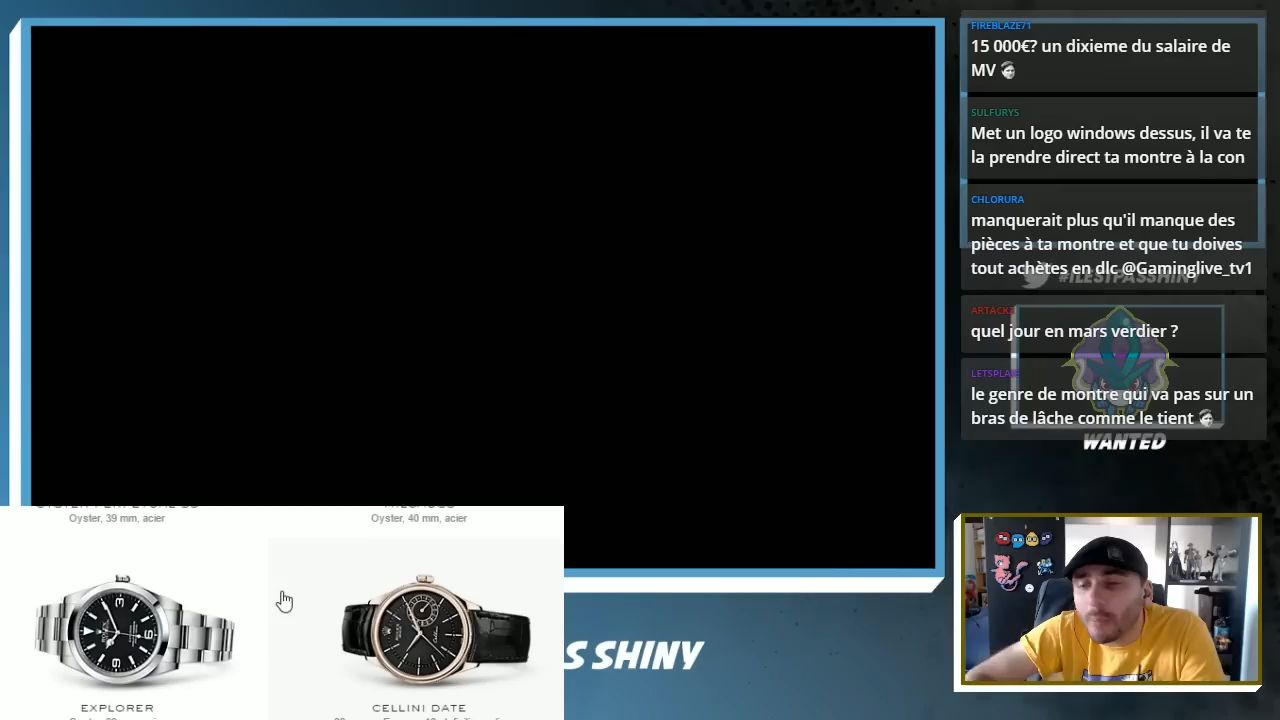 FIREBLAZE71
15 000€? un dixieme du salaire de
MV
SULFURYS
Met un logo windows dessus, il va te
la prendre direct ta montre à la con
CHLORURA
manquerait plus qu'il manque des
pièces à ta montre et que tu doives
tout achètes en dlc @Gaminglive_tv1
#ILESTPASSHINY
quel jour en mars verdier ?
le genre de montre qui va pas sur un
bras de lâche comme le tient
WANTED
Oyster, 39 mm, acier
Oyster, 40 mm, acier
EXPLORER
CELLINI DATE
S SHINY